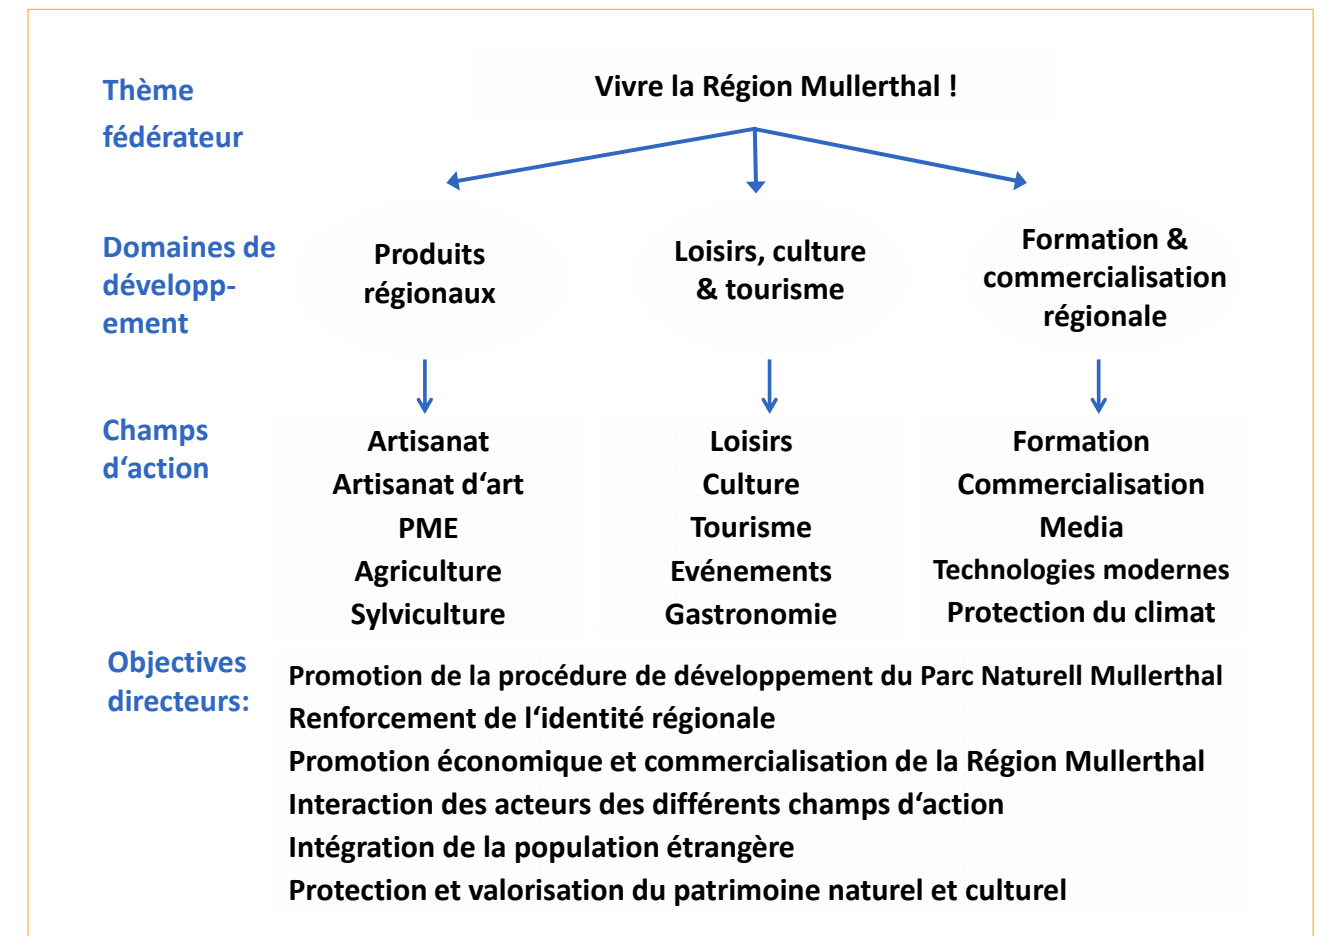 Thème
fédérateur
Vivre la Région Mullerthal !
Domaines de
développ-
ement
Produits
régionaux
Loisirs, culture
& tourisme
Formation &
commercialisation
régionale
Champs
d‘action
Artisanat
Artisanat d‘art
PME
Agriculture
Sylviculture
Loisirs
Culture
Tourisme
Evénements
Gastronomie
Formation
Commercialisation
Media
Technologies modernes
Protection du climat
Objectives
directeurs:
Promotion de la procédure de développement du Parc Naturell Mullerthal
Renforcement de l‘identité régionale
Promotion économique et commercialisation de la Région Mullerthal
Interaction des acteurs des différents champs d‘action
Intégration de la population étrangère
Protection et valorisation du patrimoine naturel et culturel